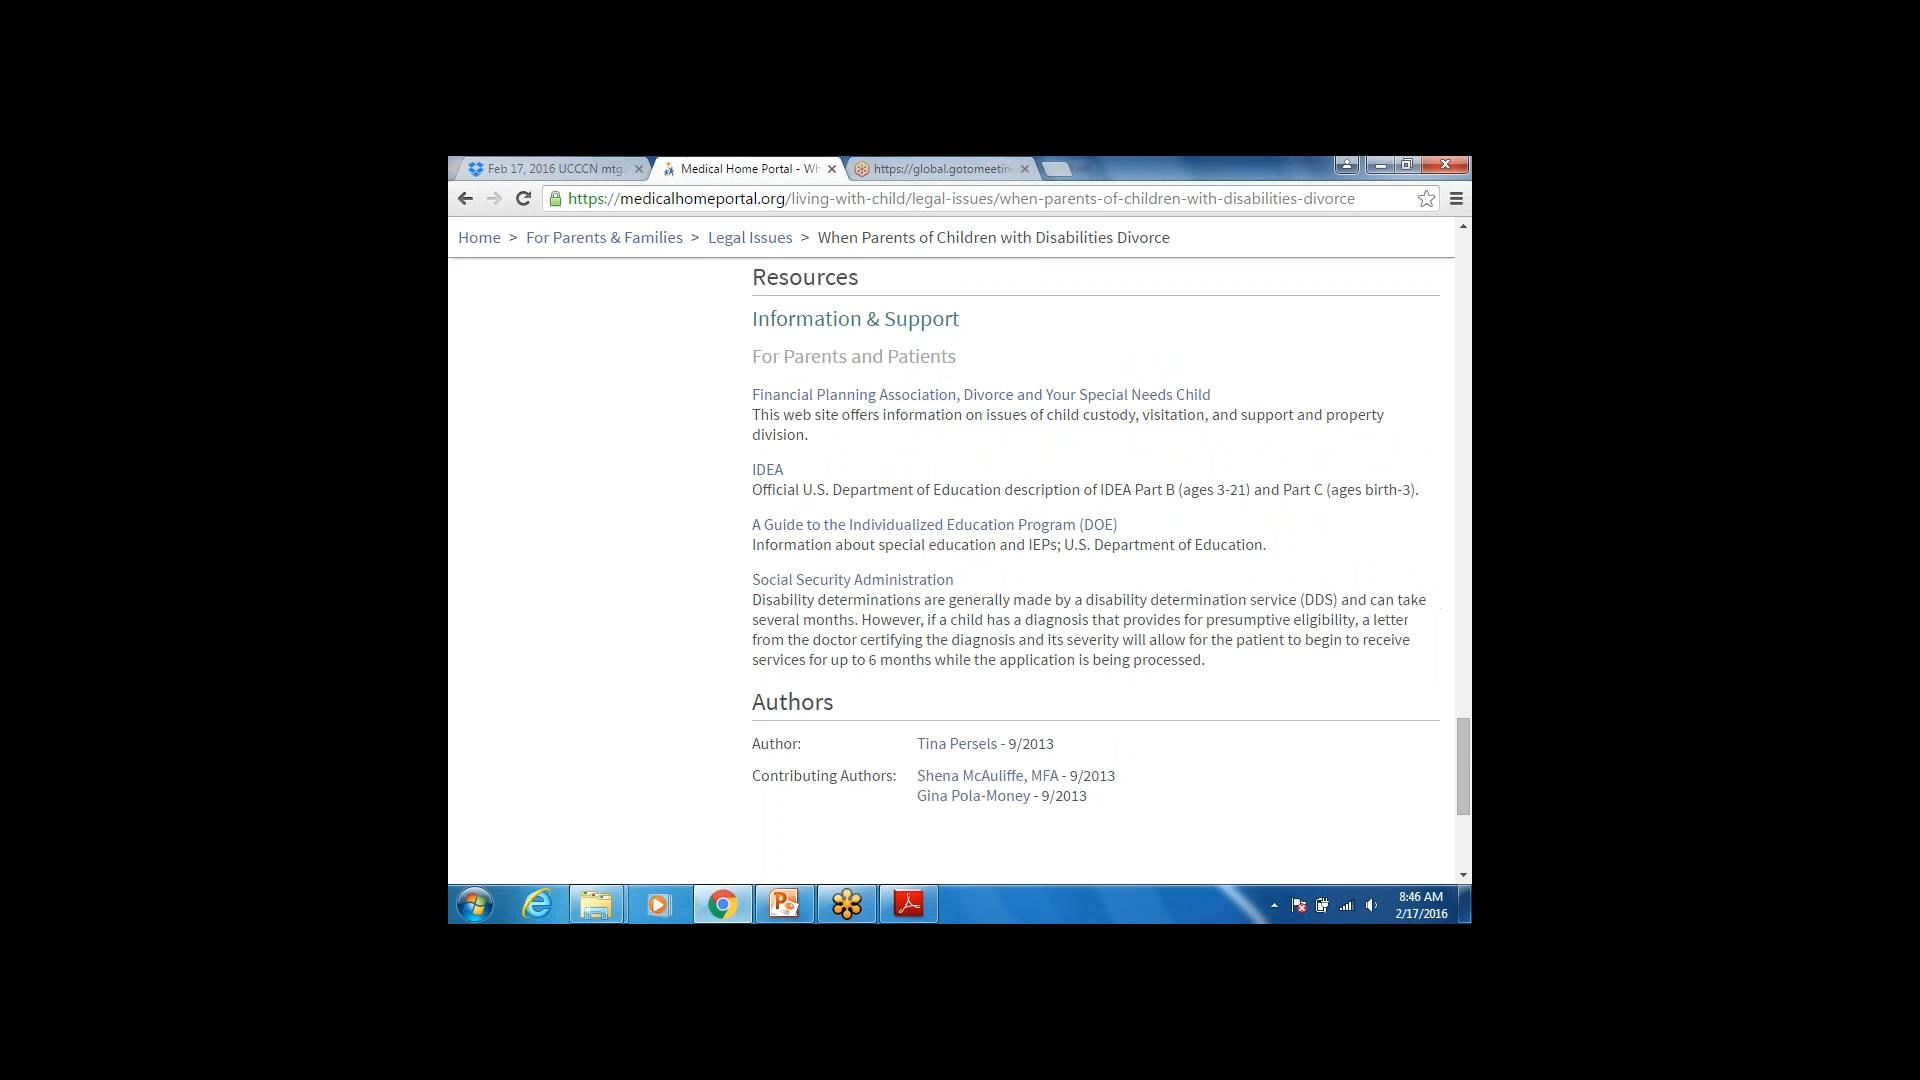 Feb 17, 2016 UCCCN mtg
Medical Home Portal - Wh
https://global.gotomeetin
https://medicalhomeportal.org/living-with-child/legal-issues/when-parents-of-children-with-disabilities-divorce
Home > For Parents & Families > Legal Issues > When Parents of Children with Disabilities Divorce
Resources
Information & Support
For Parents and Patients
Financial Planning Association, Divorce and Your Special Needs Child
This web site offers information on issues of child custody, visitation, and support and property
division.
IDEA
Official U.S. Department of Education description of IDEA Part B (ages 3-21) and Part C (ages birth-3).
A Guide to the Individualized Education Program (DOE)
Information about special education and IEPs; U.S. Department of Education.
Social Security Administration
Disability determinations are generally made by a disability determination service (DDS) and can take
several months. However, if a child has a diagnosis that provides for presumptive eligibility, a letter
from the doctor certifying the diagnosis and its severity will allow for the patient to begin to receive
services for up to 6 months while the application is being processed.
Authors
Author: Tina Persels - 9/2013
Contributing Authors: Shena McAuliffe, MFA - 9/2013
Gina Pola-Money - 9/2013
8:46 AM
2/17/2016